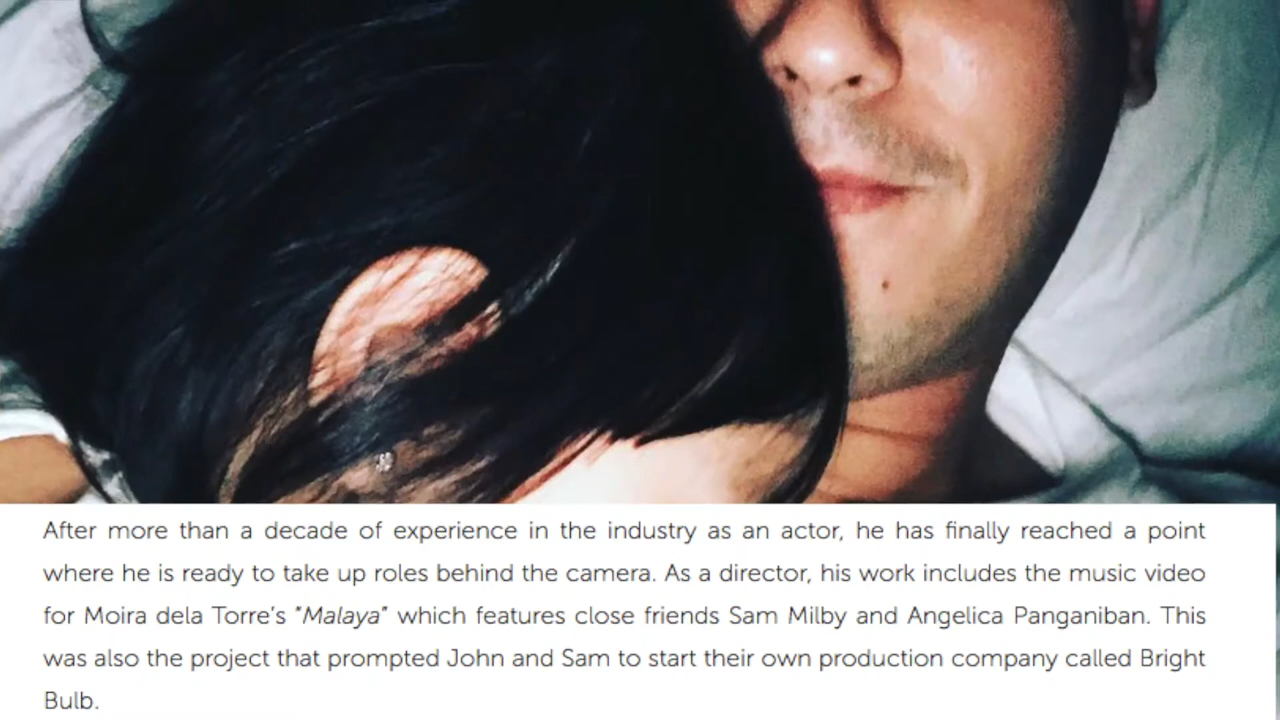 After more than a decade of experience in the industry as an actor, he has finally reached a point
where he is ready to take up roles behind the camera. As a director, his work includes the music video
for Moira dela Torre’s “Malaya” which features close friends Sam Milby and Angelica Panganiban. This
was also the project that prompted John and Sam to start their own production company called Bright
Bulb.